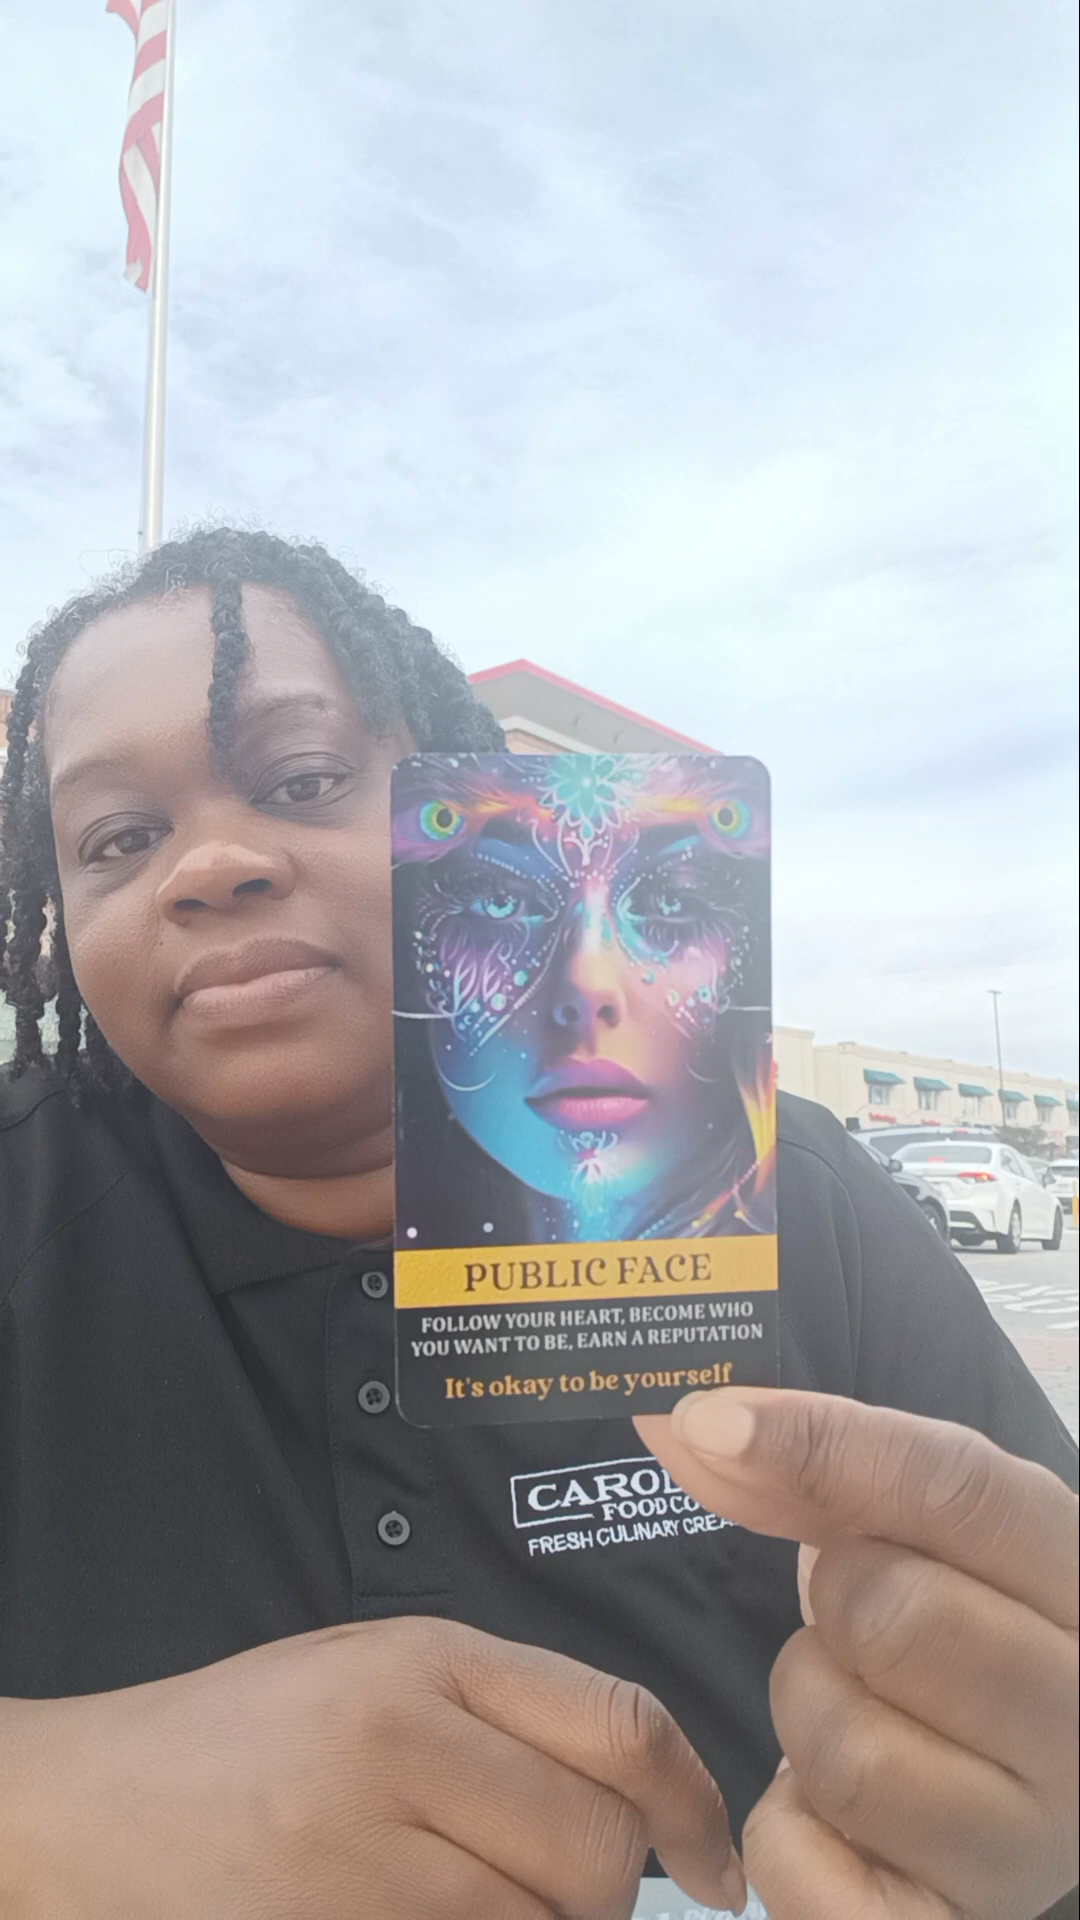 PUBLIC FACE
FOLLOW YOUR HEART, BECOME WHO
YOU WANT TO BE, EARN A REPUTATION
It's okay to be yourself
FOOD
FRESH CULINARY